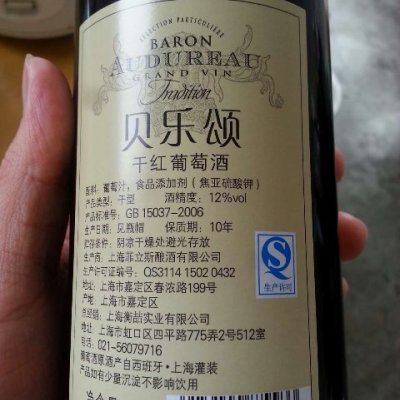 SELECTION PARTICULIERE
BARON
AUDUREAU
GRAND VIN
Tradition
贝乐颂
干红葡萄酒
配料：葡萄汁，食品添加剂（焦亚硫酸钾）
产品类型：干型 酒精度：12%vol
产品标准号：GB 15037-2006
生产日期：见瓶帽 保质期：10年
贮存条件：阴凉干燥处避光存放
生产商：上海菲立斯酿酒有限公司
生产许可证编号：QS3114 1502 0432
地址：上海市嘉定区春浓路199号
产地：上海市嘉定区
总经销：上海衡喆实业有限公司
地址：上海市虹口区四平路775弄2号512室
电话：021-56079716
葡萄酒原酒产自西班牙·上海灌装
产品如有少量沉淀不影响饮用
生产许可